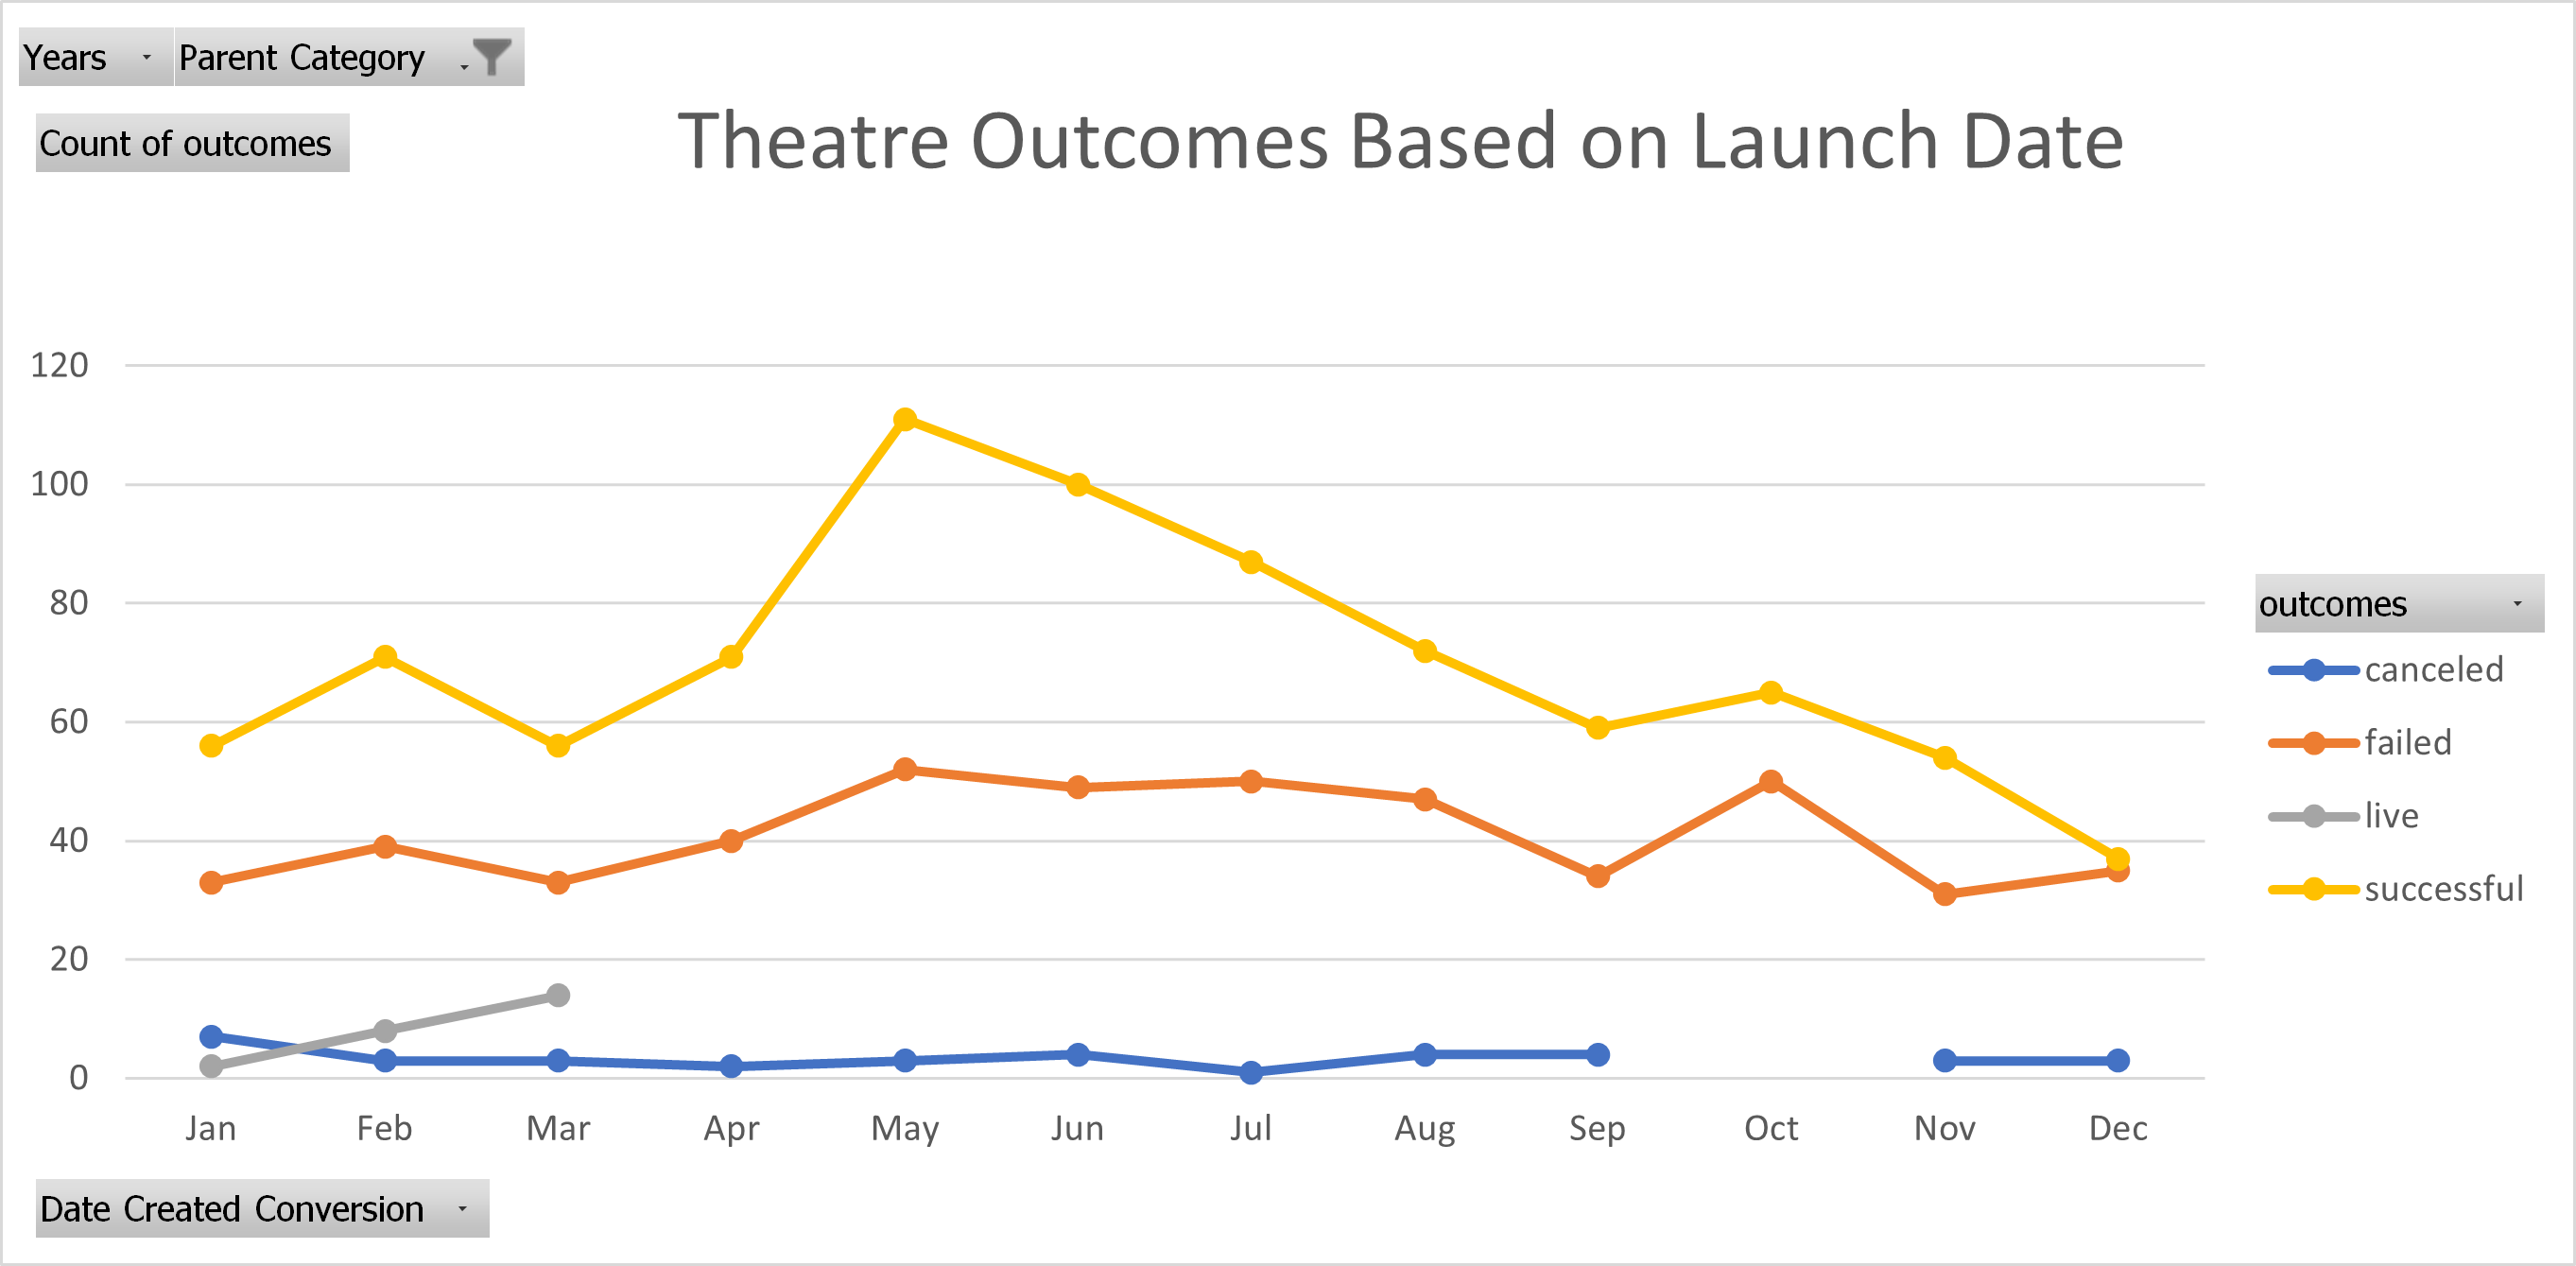 Years Parent Category
Count of outcomes
Theatre Outcomes Based on Launch Date
120
100
80
60
40
20
0
Jan Feb Mar Apr May Jun Jul Aug Sep Oct Nov Dec
outcomes
canceled
failed
live
successful
Date Created Conversion